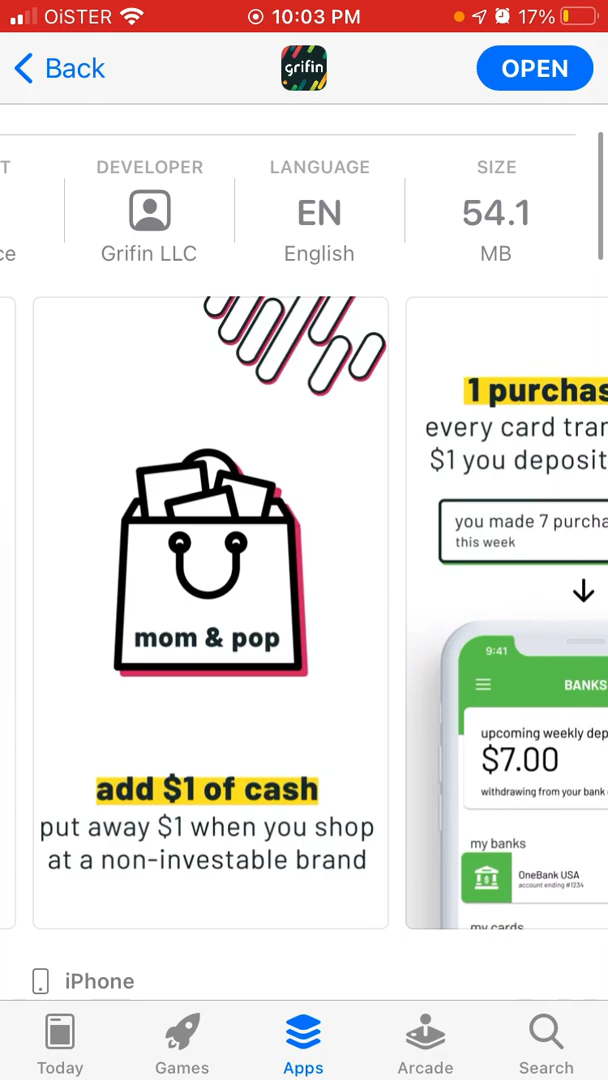 OiSTER 10:03 PM 17%
Back grifin OPEN
T DEVELOPER LANGUAGE SIZE
EN 54.1
ce Grifin LLC English MB
mom & pop
add $1 of cash
put away $1 when you shop
at a non-investable brand
1 purchas
every card tran
$1 you deposit
you made 7 purcha
this week
9:41
BANKS
upcoming weekly dep
$7.00
withdrawing from your bank
my banks
OneBank USA
account ending #1234
my cards
iPhone
Today Games Apps Arcade Search